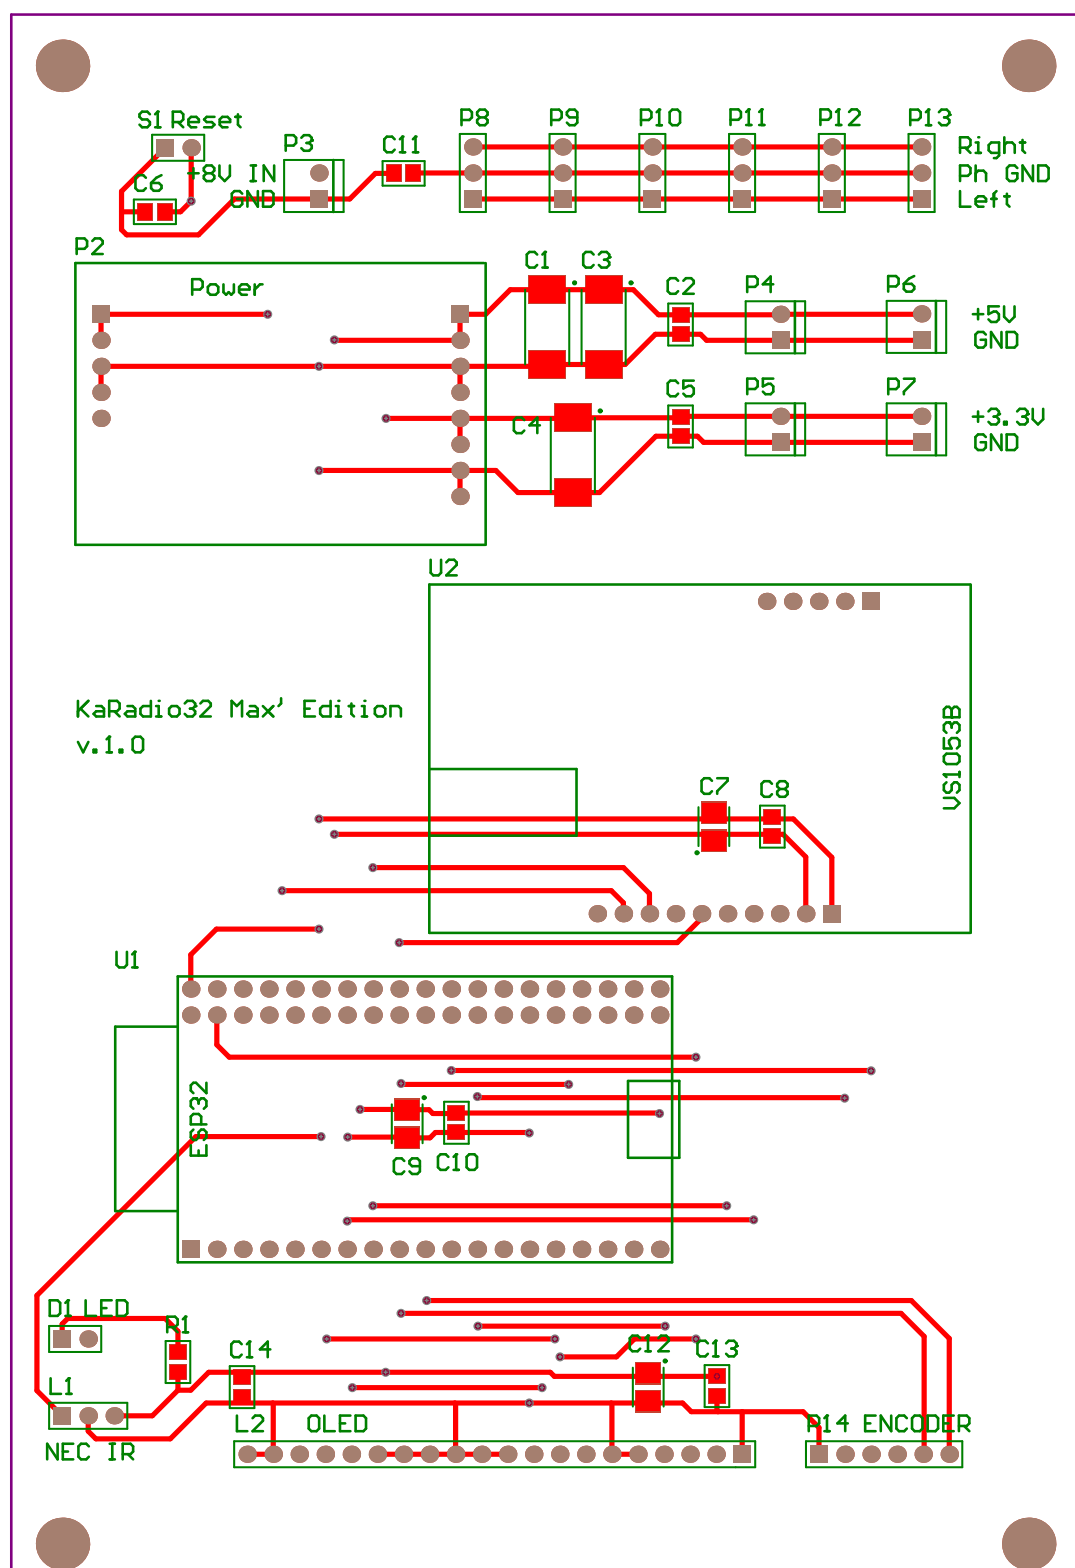 S1 Reset
P3
C11
P8 P9 P10 P11 P12 P13
Right
+8V IN
Ph GND
C6
GND
Left
P2
C1 C3
C2
P4
P6
Power
+5V
GND
C5
P5
P7
C4
+3.3V
GND
U2
KaRadio32 Max' Edition
v.1.0
VS1053B
C7 C8
U1
ESP32
C9 C10
D1 LED
R1
C14
C12 C13
L1
L2 OLED
P14 ENCODER
NEC IR